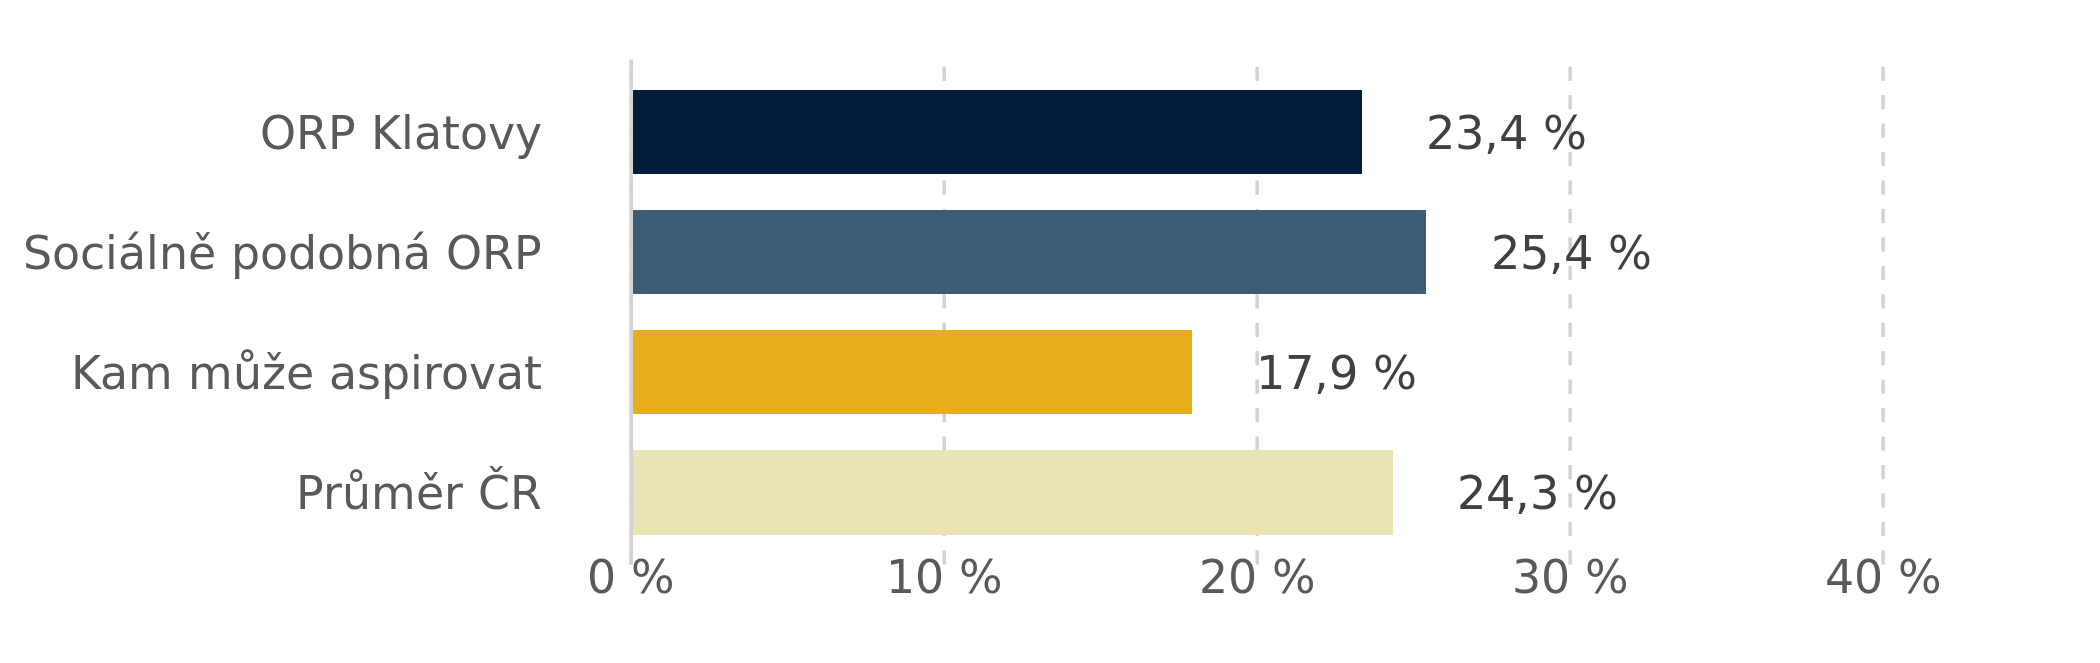 ORP Klatovy 23,4 %
Sociálně podobná ORP 25,4 %
Kam může aspirovat 17,9 %
Průměr ČR 24,3 %
0 % 10 % 20 % 30 % 40 %